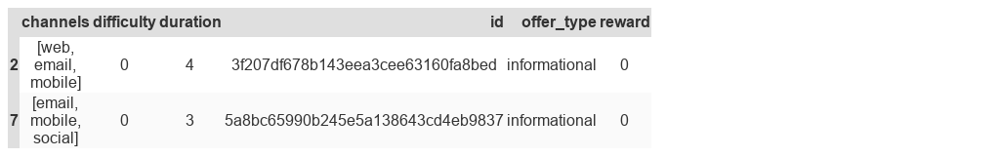 channels difficulty duration id offer_type reward
[web,
2 email, 0 4 3f207df678b143eea3cee63160fa8bed informational 0
mobile]
[email,
7 mobile, 0 3 5a8bc65990b245e5a138643cd4eb9837 informational 0
social]